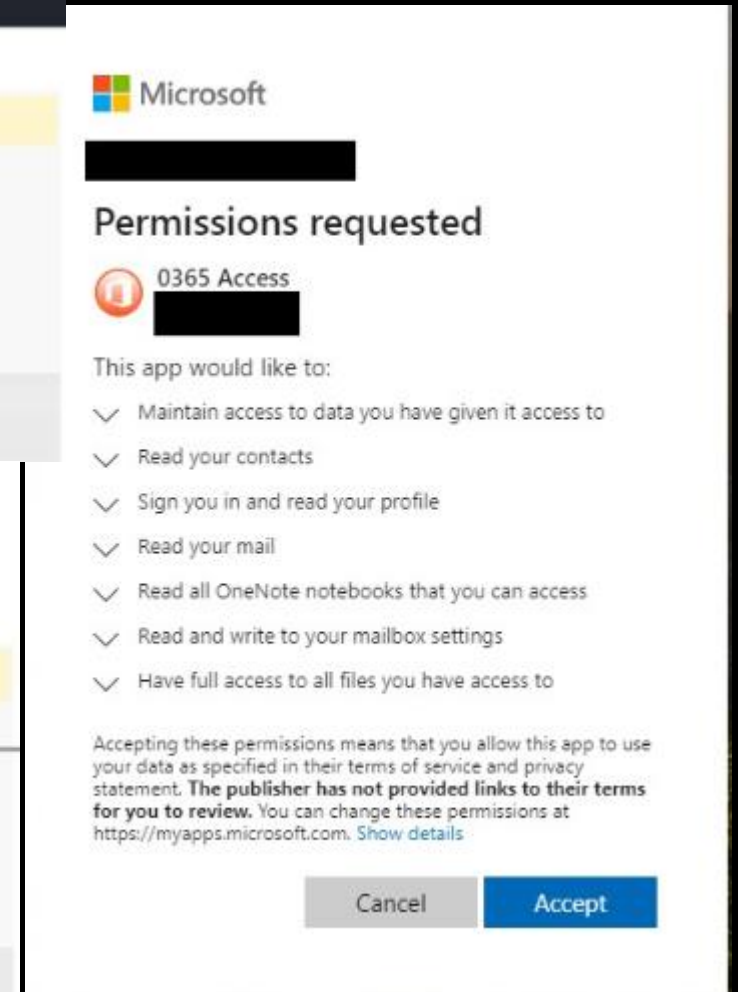 Microsoft
Permissions requested
0365 Access
This app would like to:
Maintain access to data you have given it access to
Read your contacts
Sign you in and read your profile
Read your mail
Read all OneNote notebooks that you can access
Read and write to your mailbox settings
Have full access to all files you have access to
Accepting these permissions means that you allow this app to use
your data as specified in their terms of service and privacy
statement. The publisher has not provided links to their terms
for you to review. You can change these permissions at
https://myapps.microsoft.com. Show details
Cancel
Accept